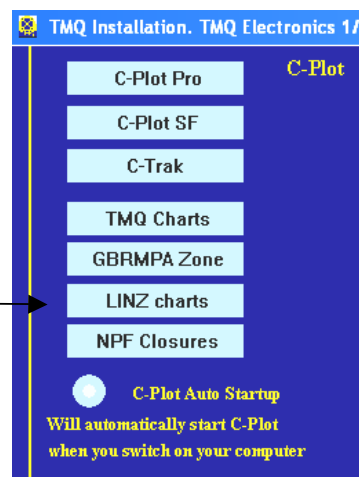 TMQ Installation. TMQ Electronics 1/
C-Plot
C-Plot Pro
C-Plot SF
C-Trak
TMQ Charts
GBRMPA Zone
LINZ charts
NPF Closures
C-Plot Auto Startup
Will automatically start C-Plot
when you switch on your computer